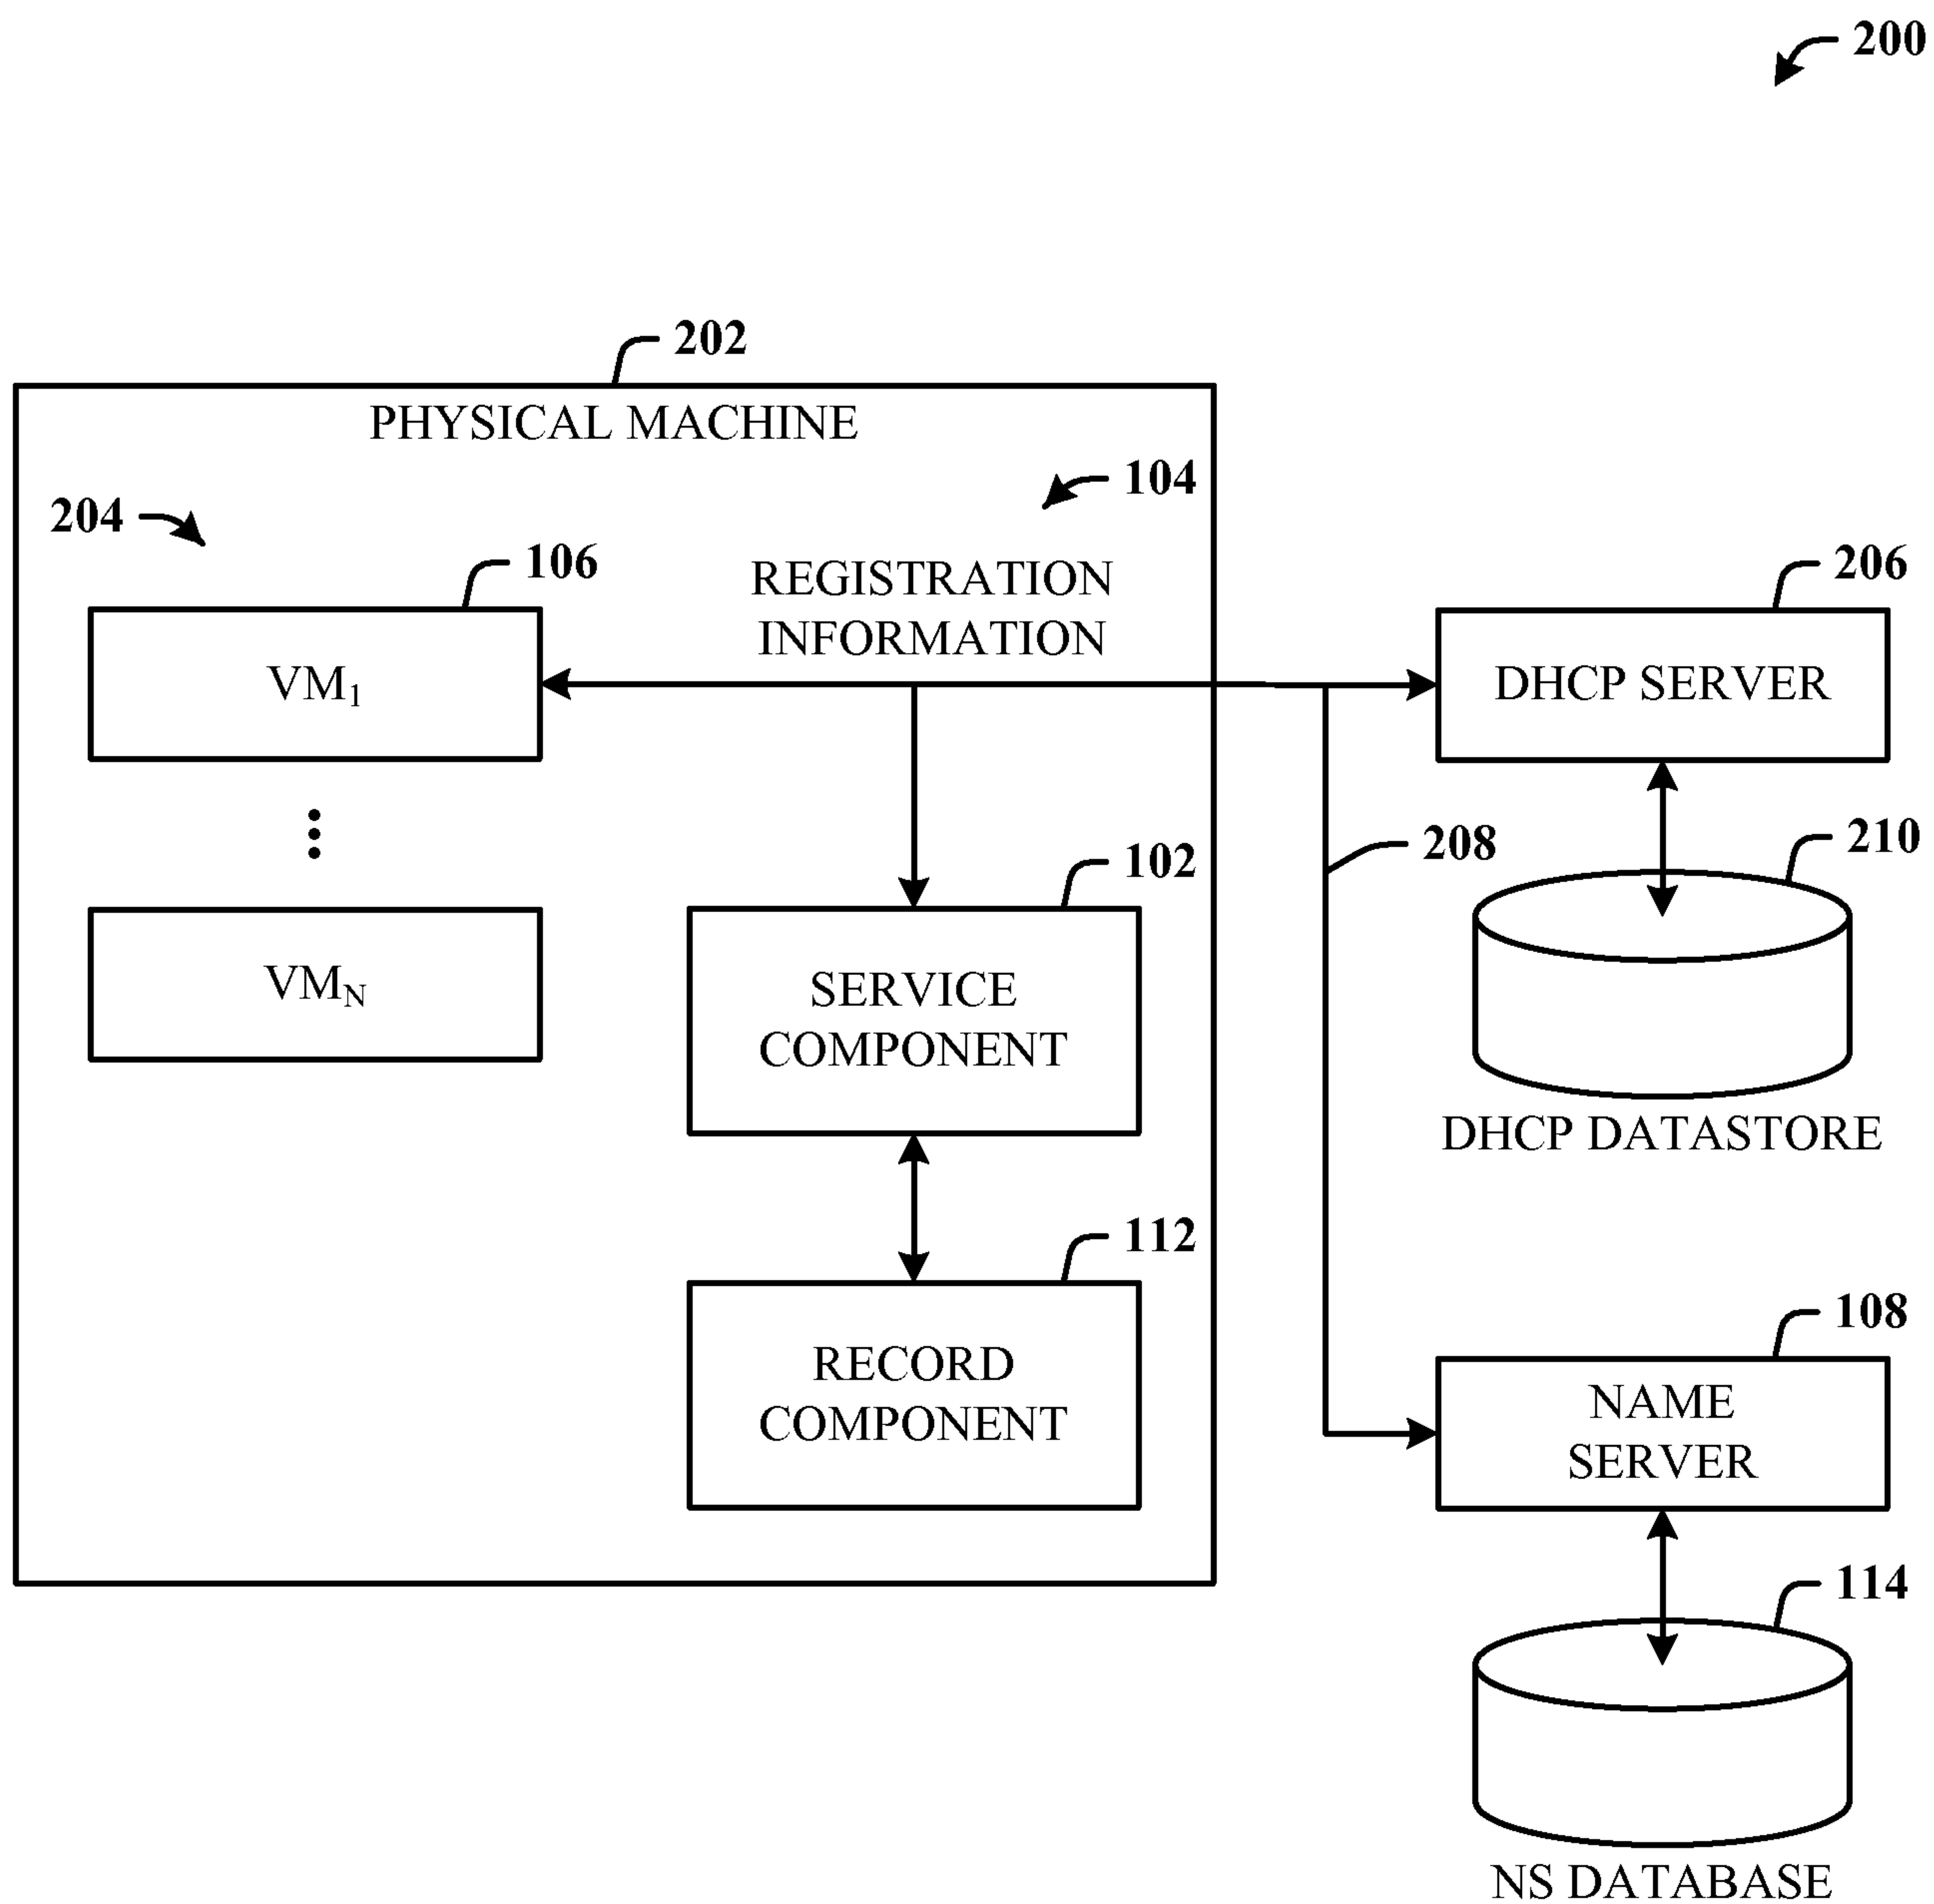 200
202
PHYSICAL MACHINE
104
204
106
REGISTRATION
INFORMATION
206
VM1
DHCP SERVER
208
210
102
VMN
SERVICE
COMPONENT
DHCP DATASTORE
112
108
RECORD
COMPONENT
NAME
SERVER
114
NS DATABASE